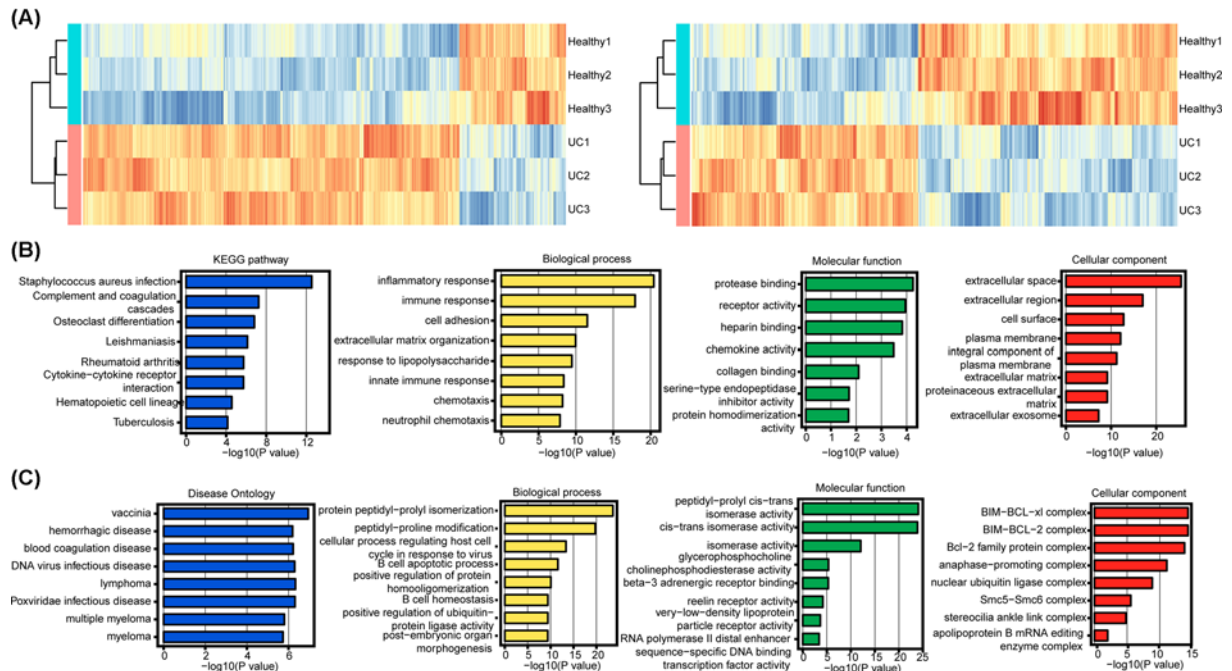 (A)
Healthy1
Healthy2
Healthy3
UC1
UC2
UC3
Healthy1
Healthy2
Healthy3
UC1
UC2
UC3
(B)
KEGG pathway
Staphylococcus aureus infection
Complement and coagulation
cascades
Osteoclast differentiation
Leishmaniasis
Rheumatoid arthritis
Cytokine−cytokine receptor
interaction
Hematopoietic cell lineag
Tuberculosis
0 4 8 12
−log10(P value)
Biological process
inflammatory response
immune response
cell adhesion
extracellular matrix organization
response to lipopolysaccharide
innate immune response
chemotaxis
neutrophil chemotaxis
0 5 10 15 20
−log10(P value)
Molecular function
protease binding
receptor activity
heparin binding
chemokine activity
collagen binding
serine−type endopeptidase
inhibitor activity
protein homodimerization
activity
0 1 2 3 4
−log10(P value)
Cellular component
extracellular space
extracellular region
cell surface
plasma membrane
integral component of
plasma membrane
extracellular matrix
proteinaceous extracellular
matrix
extracellular exosome
0 10 20
−log10(P value)
(C)
Disease Ontology
vaccinia
hemorrhagic disease
blood coagulation disease
DNA virus infectious disease
lymphoma
Poxviridae infectious disease
multiple myeloma
myeloma
0 2 4 6
−log10(P value)
Biological process
protein peptidyl−prolyl isomerization
peptidyl−proline modification
cellular process regulating host cell
cycle in response to virus
B cell apoptotic process
positive regulation of protein
homooligomerization
B cell homeostasis
positive regulation of ubiquitin−
protein ligase activity
post−embryonic organ
morphogenesis
0 5 10 15 20
−log10(P value)
Molecular function
peptidyl−prolyl cis−trans
isomerase activity
cis−trans isomerase activity
isomerase activity
glycerophosphocholine
cholinephosphodiesterase activity
beta−3 adrenergic receptor binding
reelin receptor activity
very−low−density lipoprotein
particle receptor activity
RNA polymerase II distal enhancer
sequence−specific DNA binding
transcription factor activity
0 5 10 15 20 25
−log10(P value)
Cellular component
BIM−BCL−xl complex
BIM−BCL−2 complex
Bcl−2 family protein complex
anaphase−promoting complex
nuclear ubiquitin ligase complex
Smc5−Smc6 complex
stereocilia ankle link complex
apolipoprotein B mRNA editing
enzyme complex
0 5 10 15
−log10(P value)